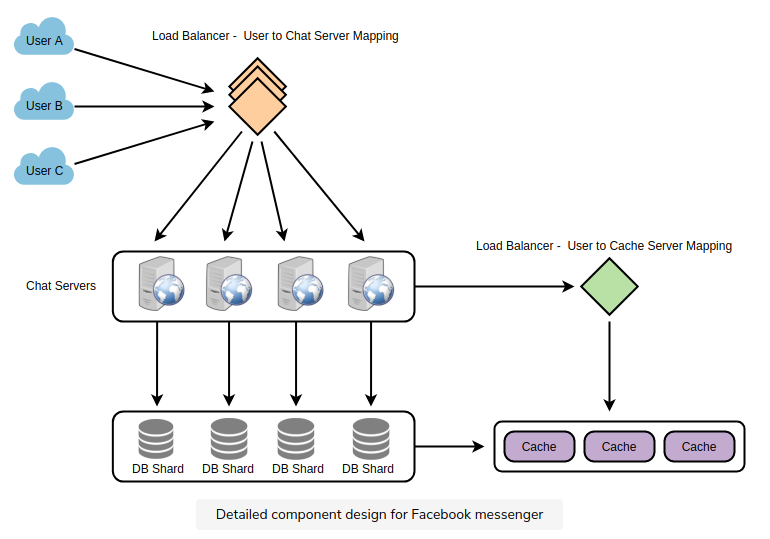 User A
Load Balancer -  User to Chat Server Mapping
User B
User C
Load Balancer -  User to Cache Server Mapping
Chat Servers
DB Shard
DB Shard
DB Shard
DB Shard
Cache
Cache
Cache
Detailed component design for Facebook messenger